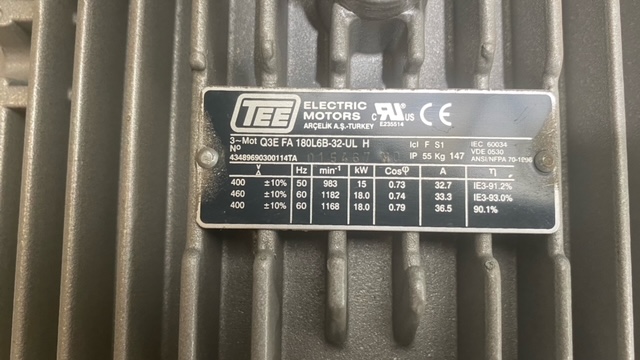 TEE
ELECTRIC
MOTORS
ARÇELİK A.Ş.-TURKEY
c RU US
E235514
CE
3~Mot Q3E FA 180L6B-32-UL H
Icl F S1
IEC 60034
N°
IP 55 Kg 147
VDE 0530
43489690300114TA
ANSI/NFPA 70-1996
V Hz min⁻¹ kW Cosφ A η
400 ±10% 50 983 15 0.73 32.7 IE3-91.2%
460 ±10% 60 1182 18.0 0.74 33.3 IE3-93.0%
400 ±10% 60 1168 18.0 0.79 36.5 90.1%